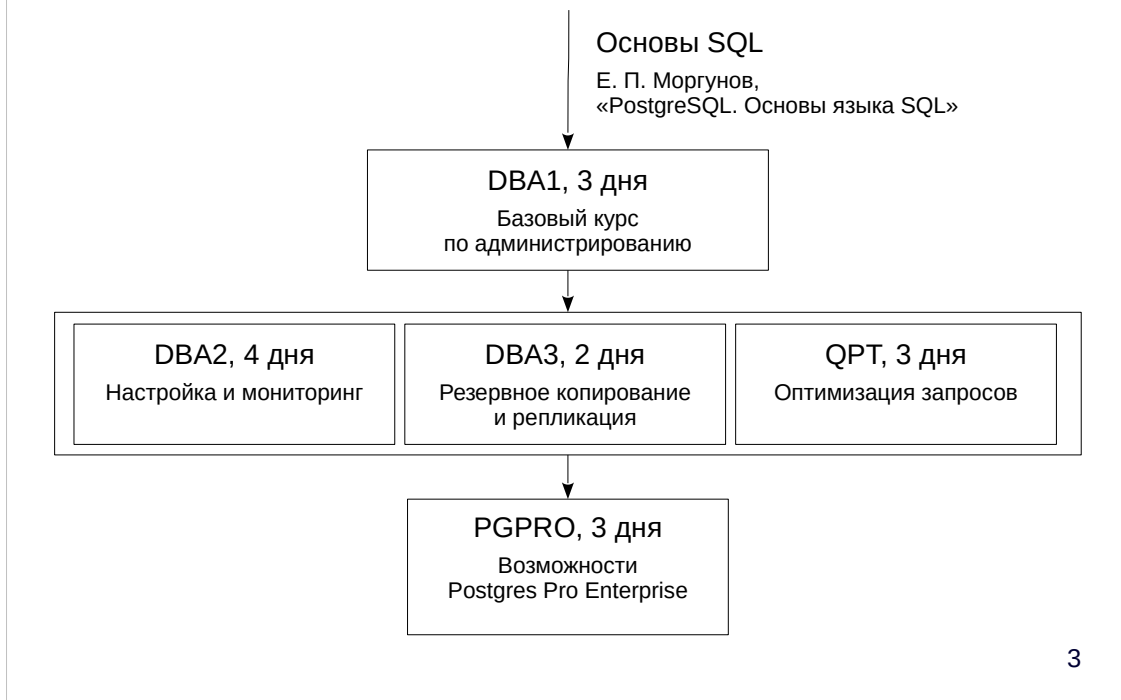 Основы SQL
Е. П. Моргунов,
«PostgreSQL. Основы языка SQL»
DBA1, 3 дня
Базовый курс
по администрированию
DBA2, 4 дня
Настройка и мониторинг
DBA3, 2 дня
Резервное копирование
и репликация
QPT, 3 дня
Оптимизация запросов
PGPRO, 3 дня
Возможности
Postgres Pro Enterprise
3